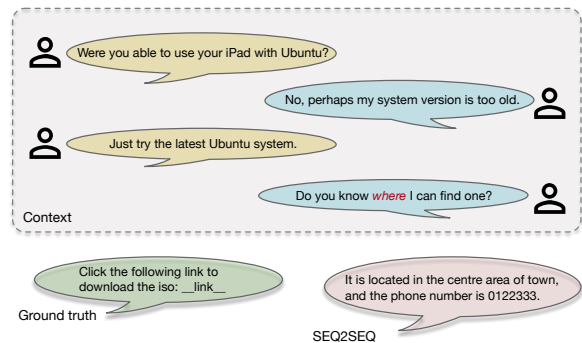 Were you able to use your iPad with Ubuntu?
No, perhaps my system version is too old.
Just try the latest Ubuntu system.
Do you know where I can find one?
Context
Click the following link to
download the iso: __link__
Ground truth
It is located in the centre area of town,
and the phone number is 0122333.
SEQ2SEQ